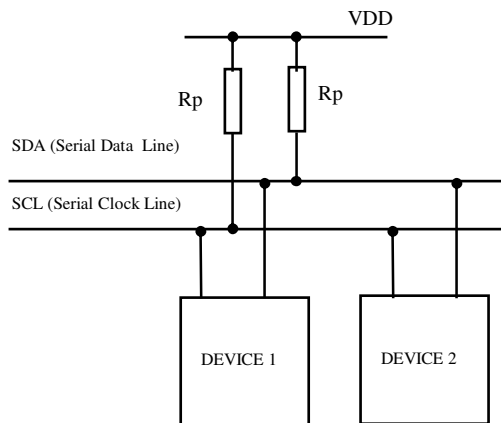 VDD
Rp
Rp
SDA (Serial Data Line)
SCL (Serial Clock Line)
DEVICE 1
DEVICE 2